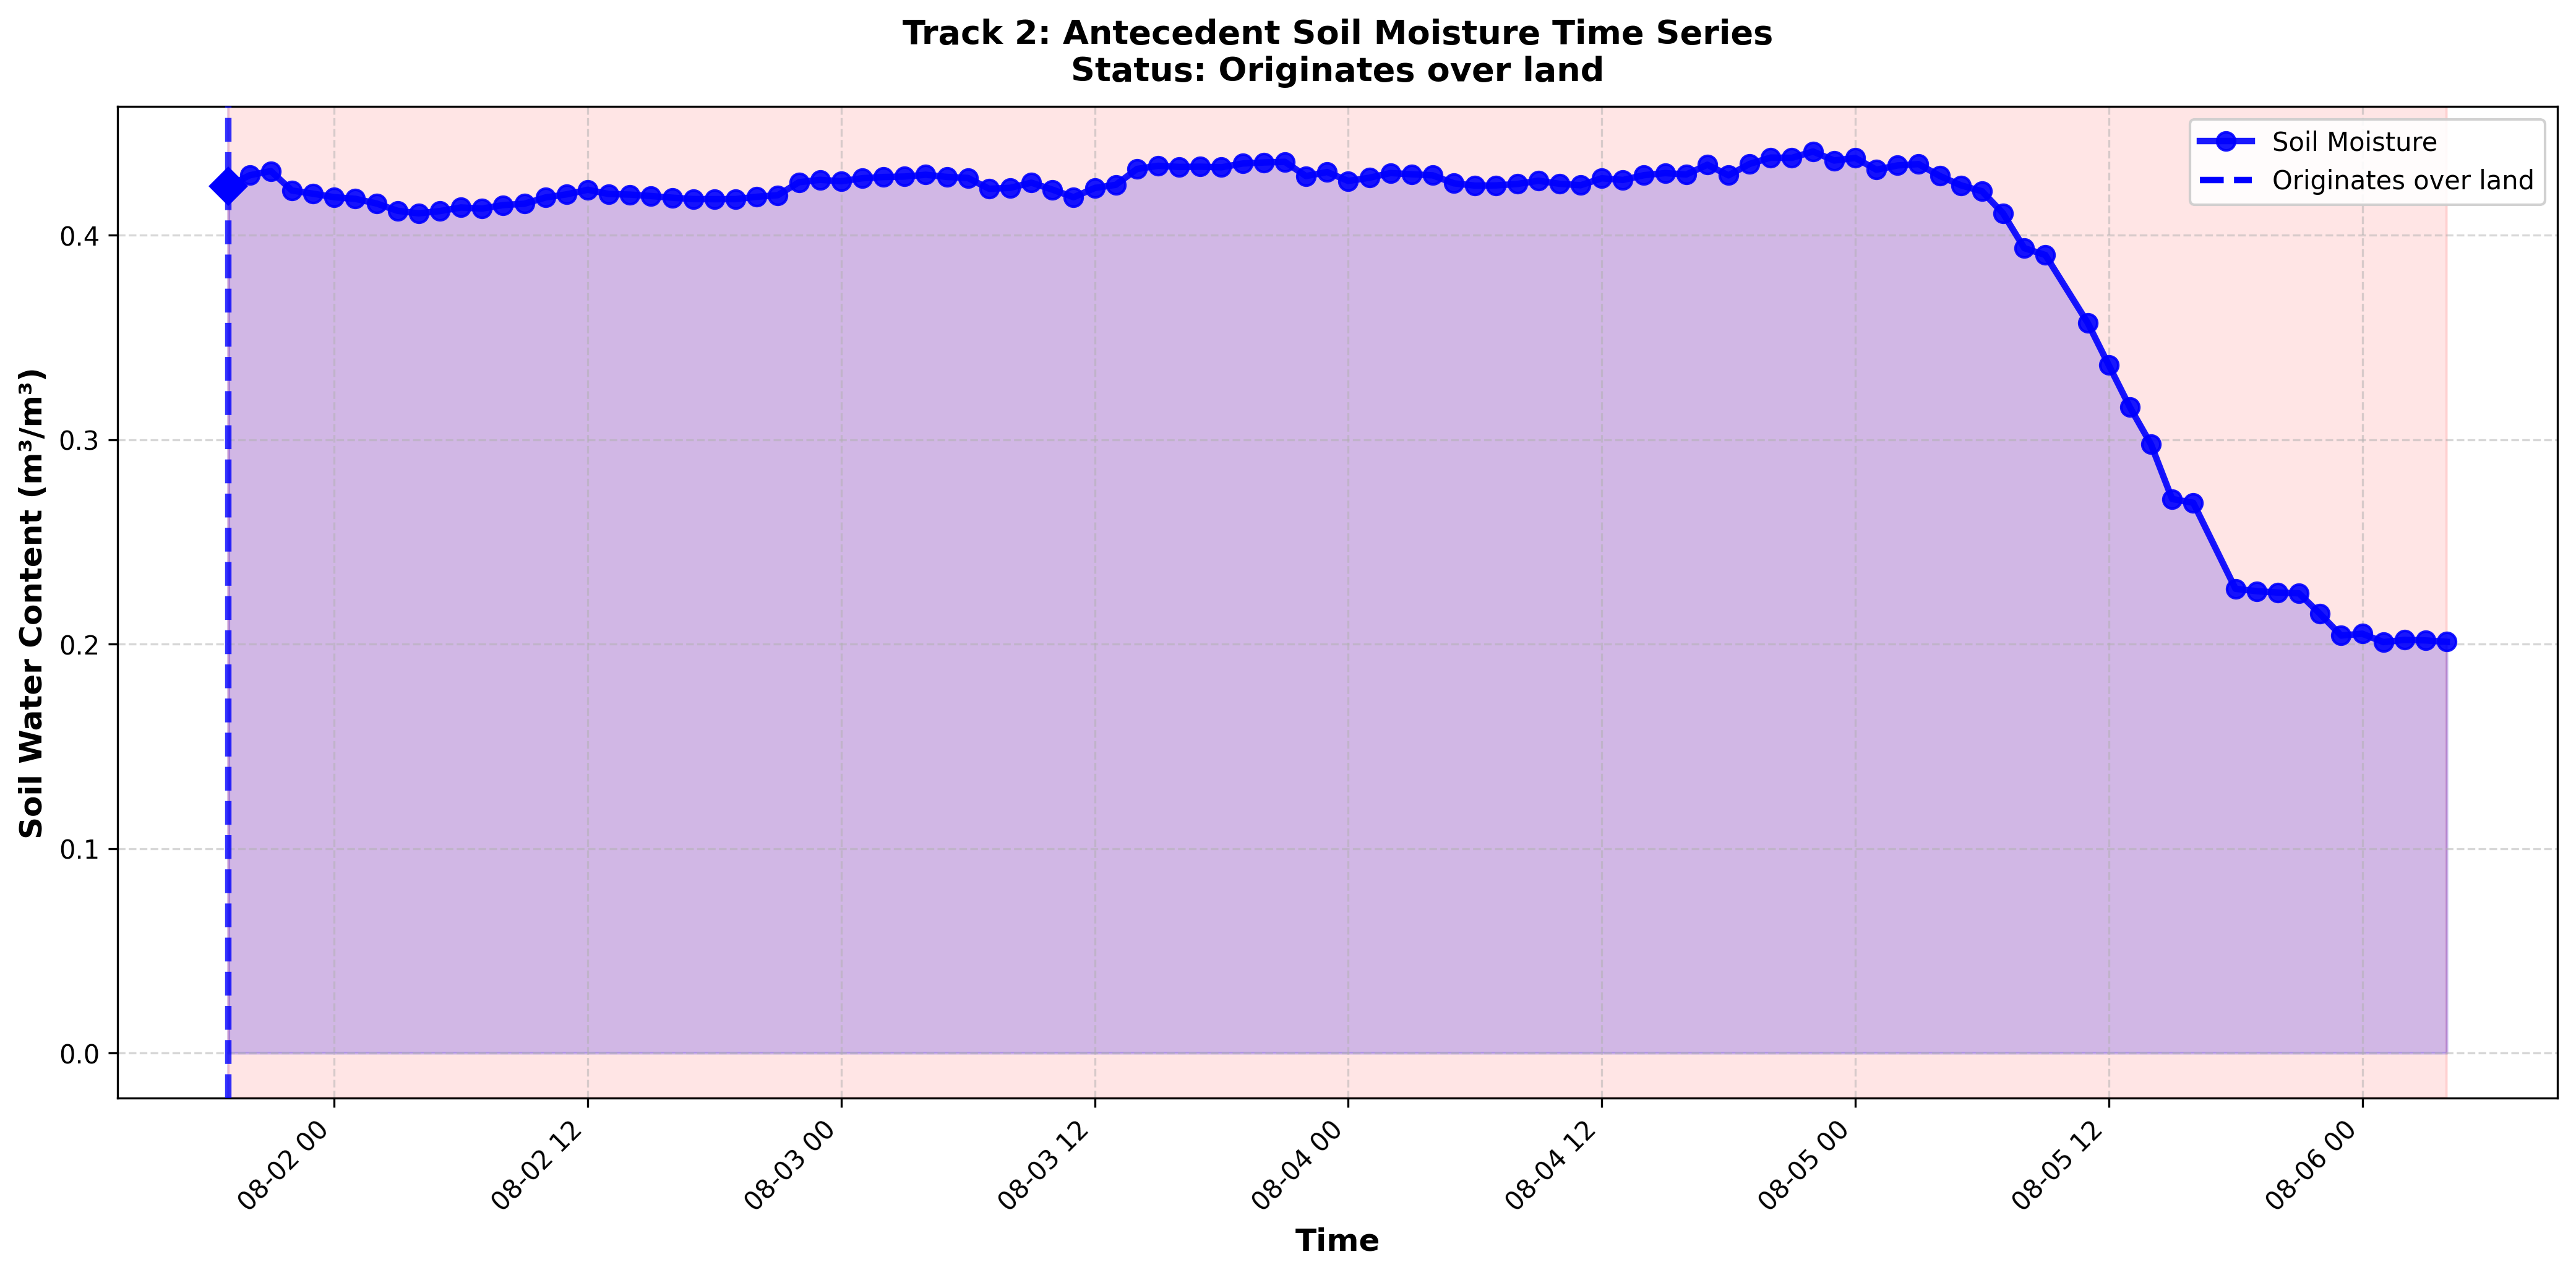 Track 2: Antecedent Soil Moisture Time Series
Status: Originates over land
Soil Moisture
Originates over land
Soil Water Content (m³/m³)
0.4
0.3
0.2
0.1
0.0
08-02 00
08-02 12
08-03 00
08-03 12
08-04 00
08-04 12
08-05 00
08-05 12
08-06 00
Time